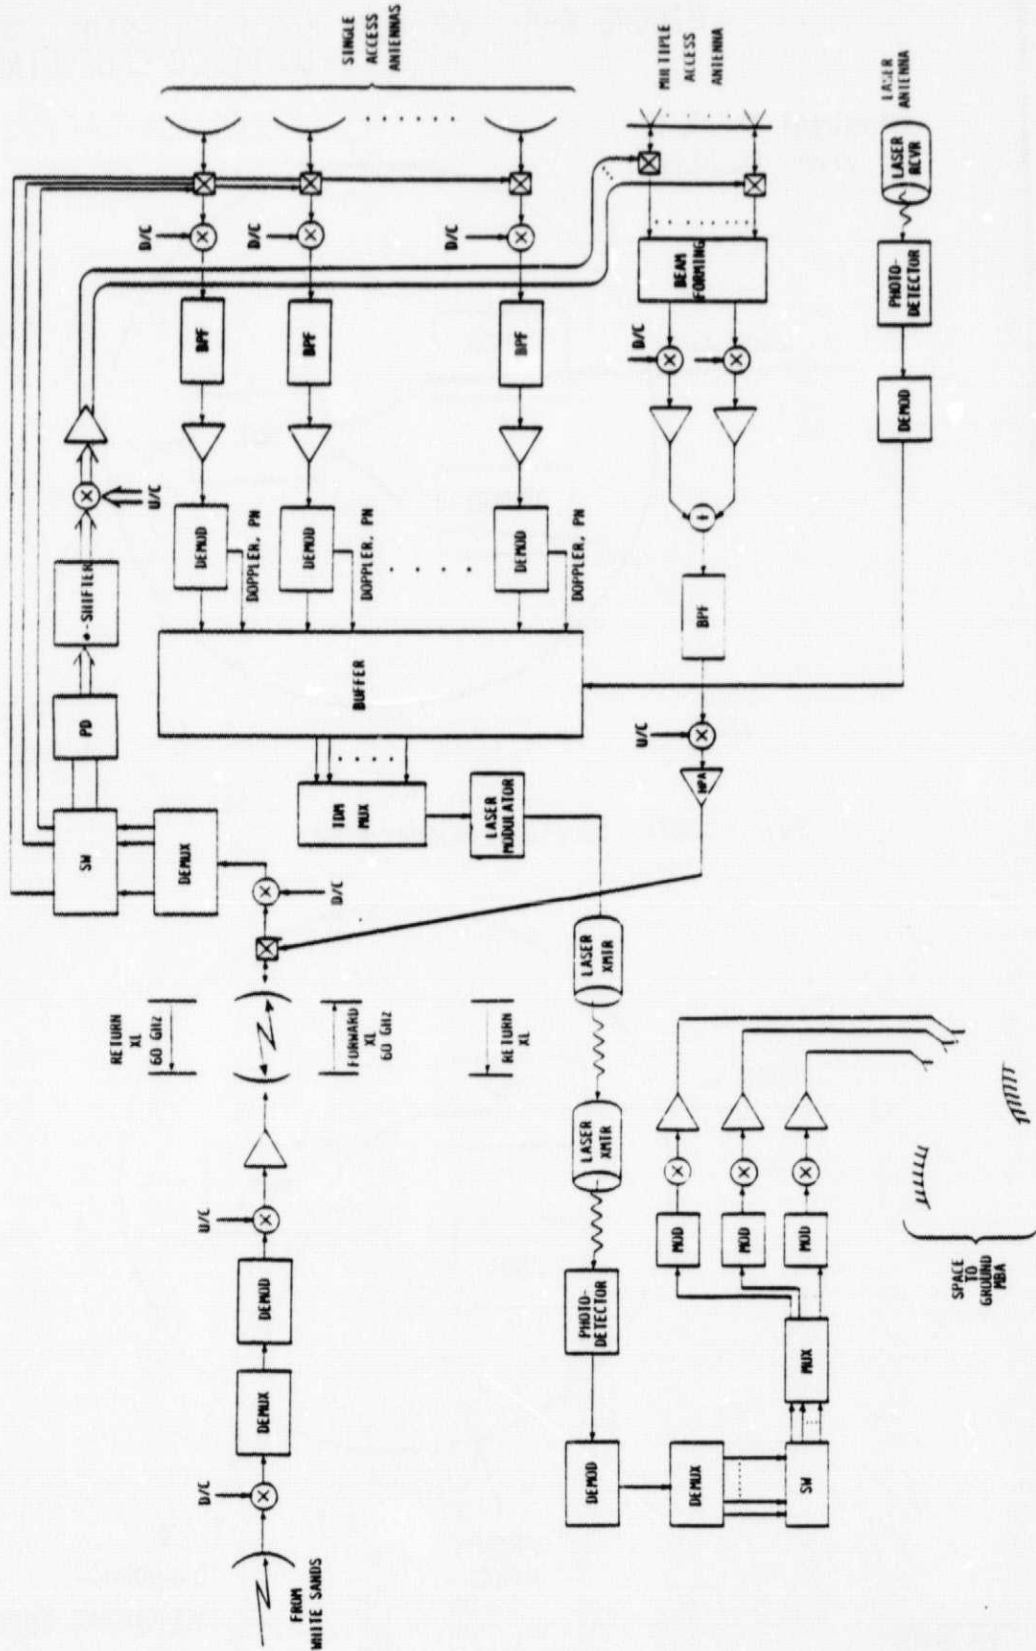 FROM
WHITE SANDS
D/C
DEMUX
DEMOD
U/C
RETURN
XL
60 GHz
FORWARD
XL
60 GHz
RETURN
XL
D/C
DEMUX
SW
PD
Φ-SHIFTER
U/C
SINGLE
ACCESS
ANTENNAS
D/C
BPF
DEMOD
DOPPLER, PN
D/C
BPF
DEMOD
DOPPLER, PN
D/C
BPF
DEMOD
DOPPLER, PN
BUFFER
TDM
MUX
LASER
MODULATOR
MULTIPLE
ACCESS
ANTENNA
BEAM
FORMING
D/C
+
BPF
U/C
HPA
LASER
ANTENNA
LASER
RCVR
PHOTO-
DETECTOR
DEMOD
LASER
XMTR
LASER
XMTR
PHOTO-
DETECTOR
DEMOD
DEMUX
SW
MUX
MOD
MOD
MOD
SPACE
TO
GROUND
MBA